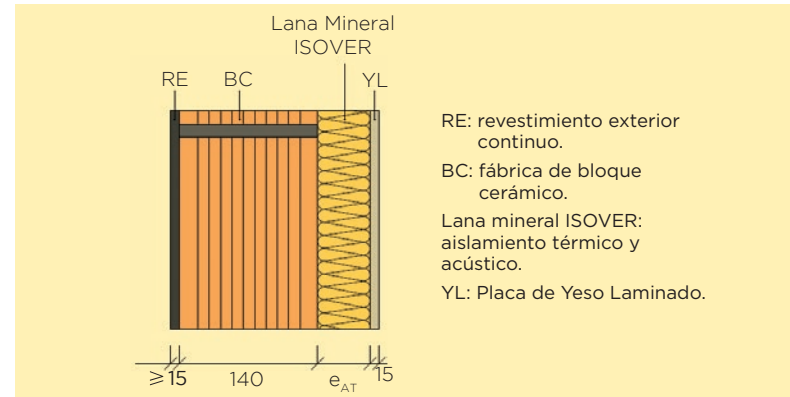 Lana Mineral
ISOVER
RE BC YL
RE: revestimiento exterior
continuo.
BC: fábrica de bloque
cerámico.
Lana mineral ISOVER:
aislamiento térmico y
acústico.
YL: Placa de Yeso Laminado.
≥15 140 eAT 15